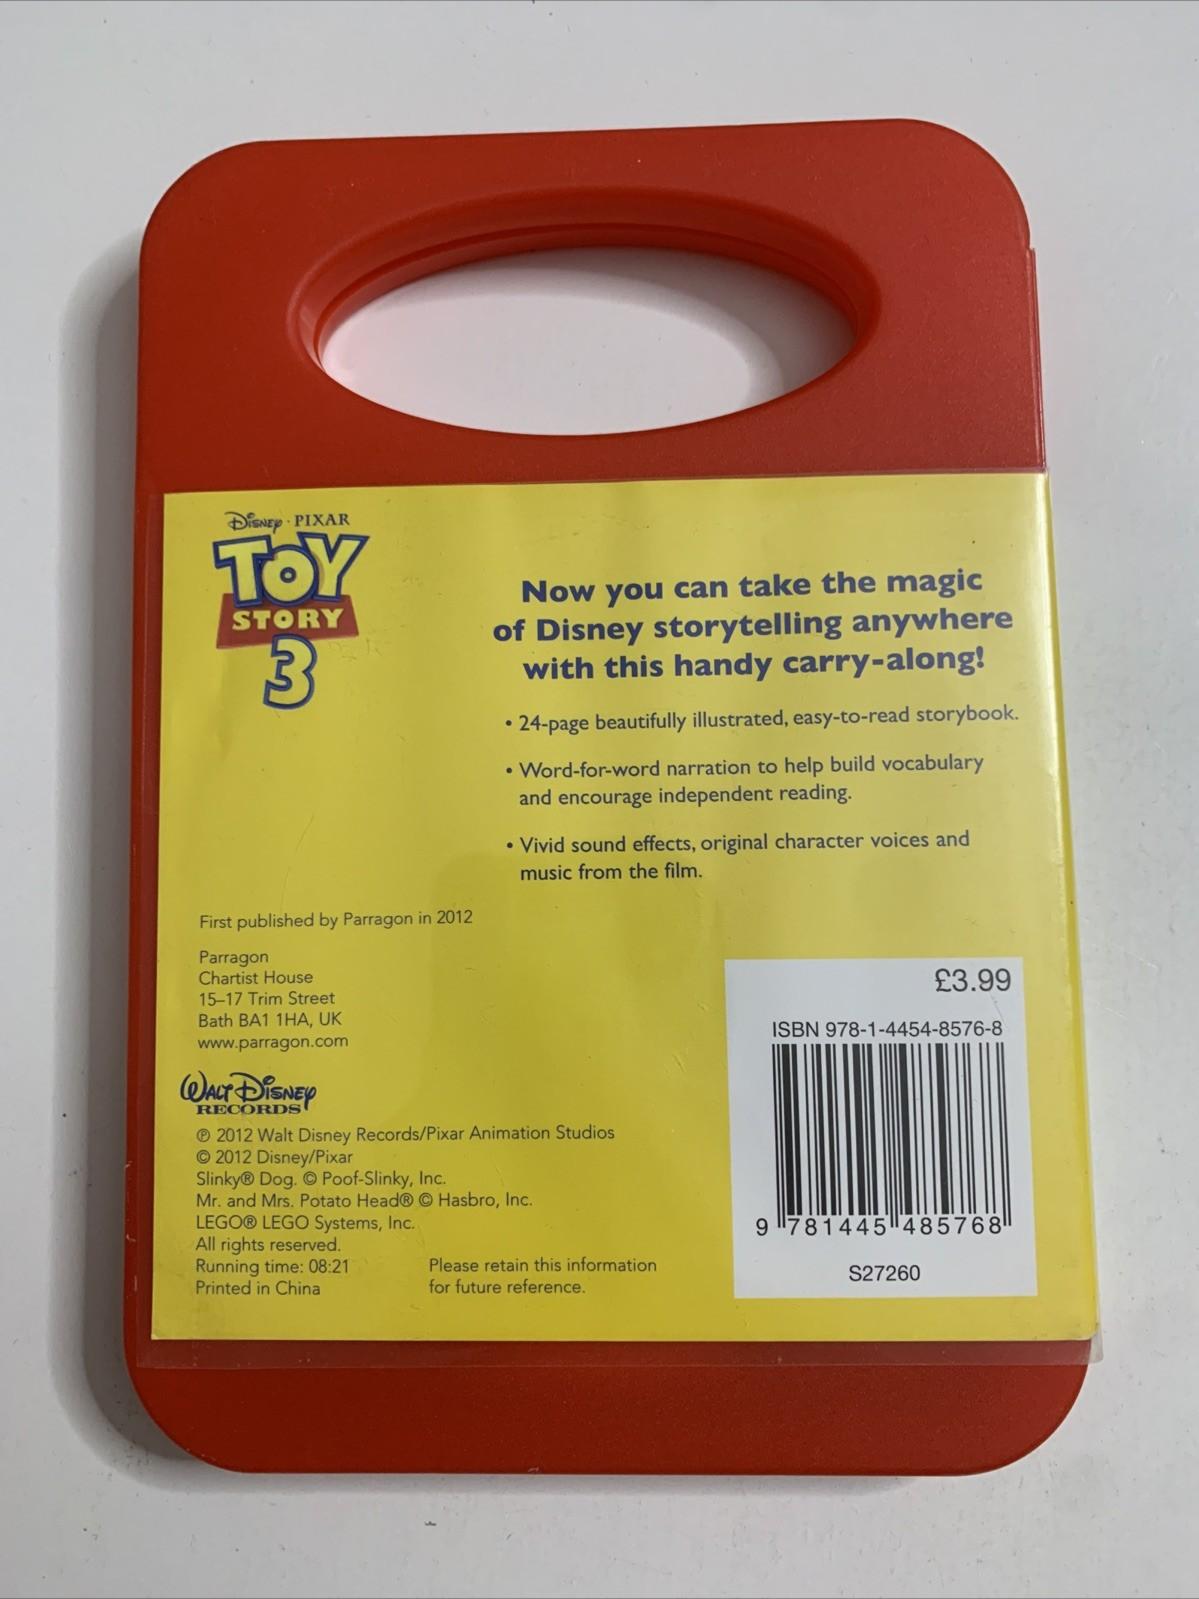 Disney · PIXAR
TOY
STORY
3
Now you can take the magic
of Disney storytelling anywhere
with this handy carry-along!
• 24-page beautifully illustrated, easy-to-read storybook.
• Word-for-word narration to help build vocabulary
and encourage independent reading.
• Vivid sound effects, original character voices and
music from the film.
First published by Parragon in 2012
Parragon
Chartist House
15–17 Trim Street
Bath BA1 1HA, UK
www.parragon.com
WALT DISNEY
RECORDS
℗ 2012 Walt Disney Records/Pixar Animation Studios
© 2012 Disney/Pixar
Slinky® Dog. © Poof-Slinky, Inc.
Mr. and Mrs. Potato Head® © Hasbro, Inc.
LEGO® LEGO Systems, Inc.
All rights reserved.
Running time: 08:21
Printed in China
Please retain this information
for future reference.
£3.99
ISBN 978-1-4454-8576-8
9 781445 485768
S27260